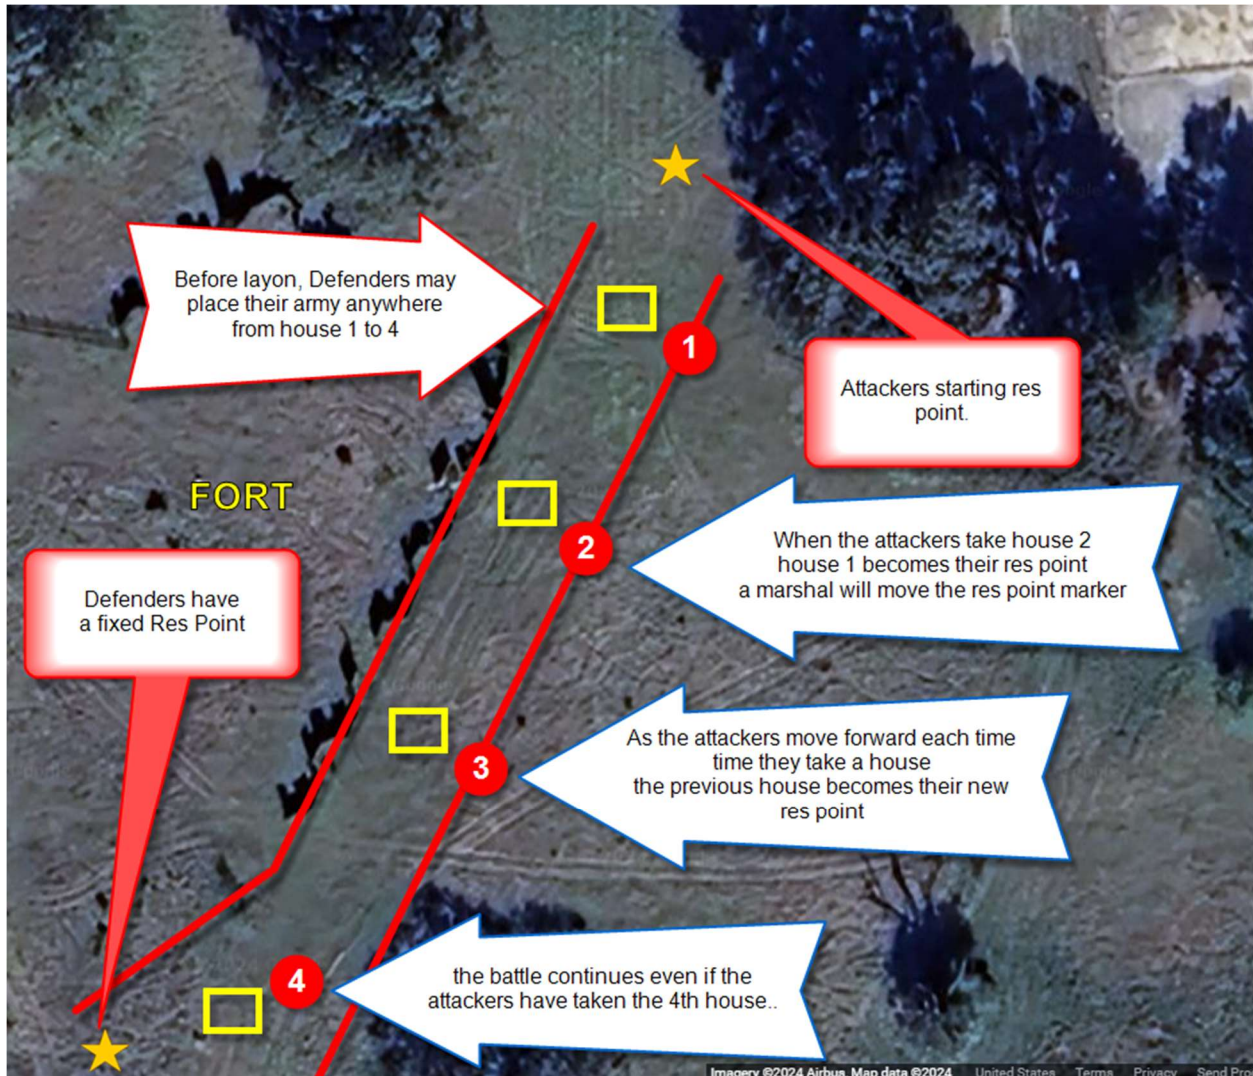 Before layon, Defenders may
place their army anywhere
from house 1 to 4
1
Attackers starting res
point.
FORT
2
When the attackers take house 2
house 1 becomes their res point
a marshal will move the res point marker
Defenders have
a fixed Res Point
3
As the attackers move forward each time
time they take a house
the previous house becomes their new
res point
4
the battle continues even if the
attackers have taken the 4th house..
Imagery ©2024 Airbus, Map data ©2024 United States Terms Privacy Send Pro